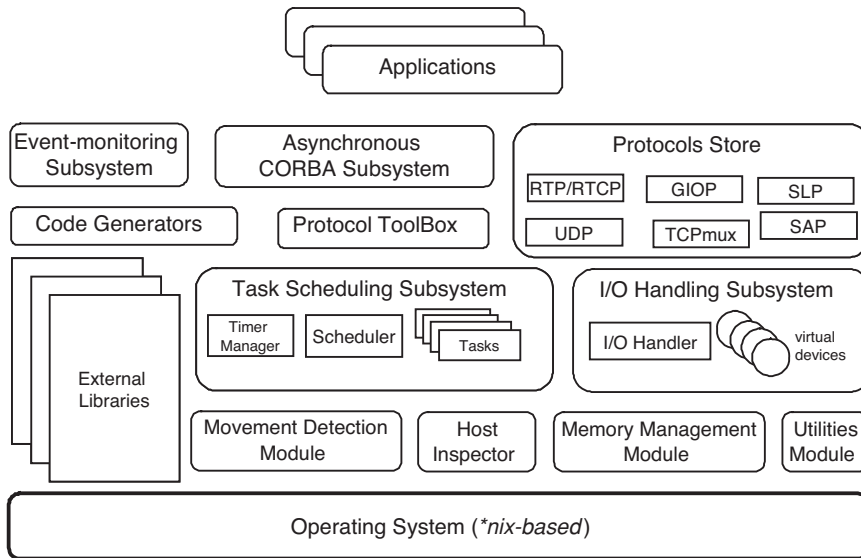 Applications
Event-monitoring
Subsystem
Asynchronous
CORBA Subsystem
Protocols Store
RTP/RTCP
GIOP
SLP
UDP
TCPmux
SAP
Code Generators
Protocol ToolBox
External
Libraries
Task Scheduling Subsystem
Timer
Manager
Scheduler
Tasks
I/O Handling Subsystem
I/O Handler
virtual
devices
Movement Detection
Module
Host
Inspector
Memory Management
Module
Utilities
Module
Operating System (*nix-based)